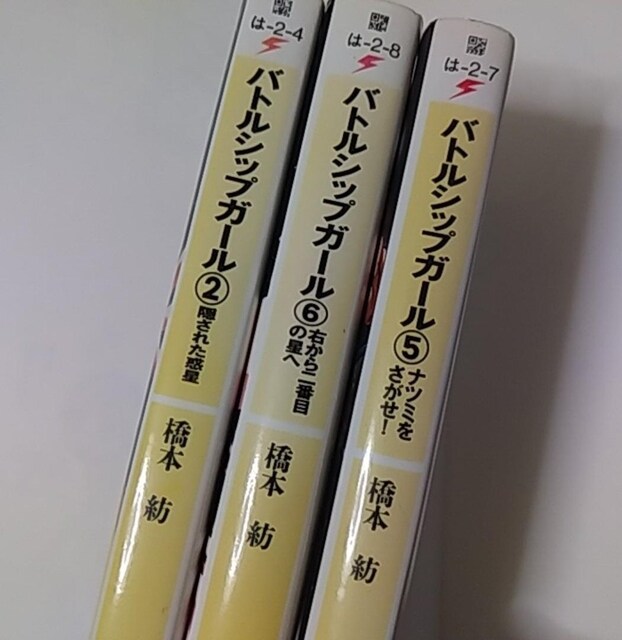 は-2-4
バトルシップガール②
隠された惑星
橋本 紡
は-2-8
バトルシップガール⑥
右から二番目
の星へ
橋本 紡
は-2-7
バトルシップガール⑤
ナツミを
さがせ!
橋本 紡